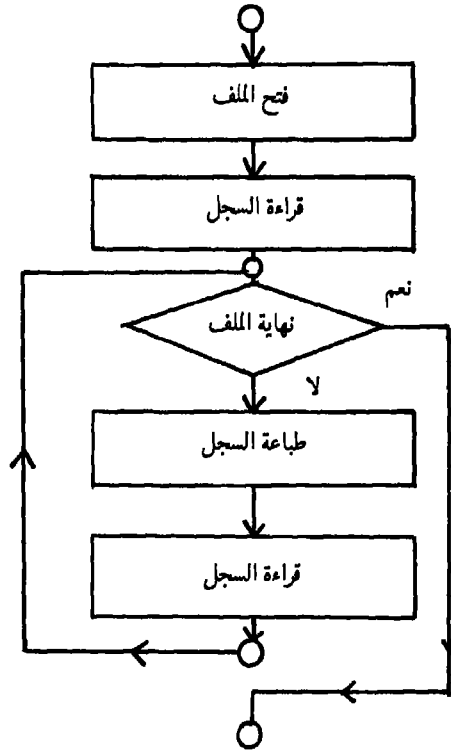 فتح الملف
قراءة السجل
نعم
نهاية الملف
لا
طباعة السجل
قراءة السجل